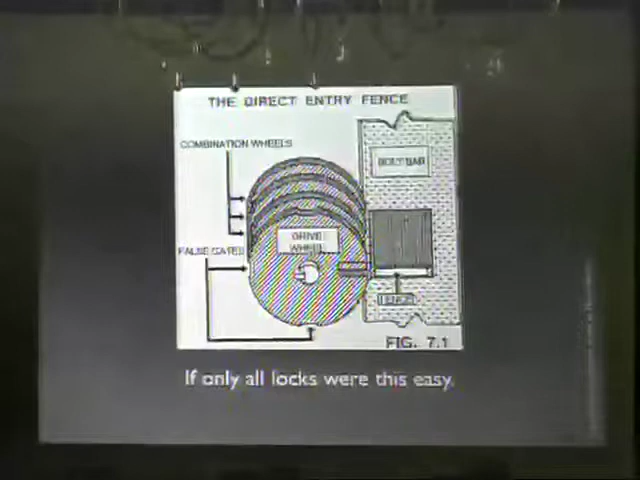 THE DIRECT ENTRY FENCE
COMBINATION WHEELS
BOLT BAR
DRIVE
WHEEL
FALSE GATES
FENCE
FIG. 7.1
If only all locks were this easy.